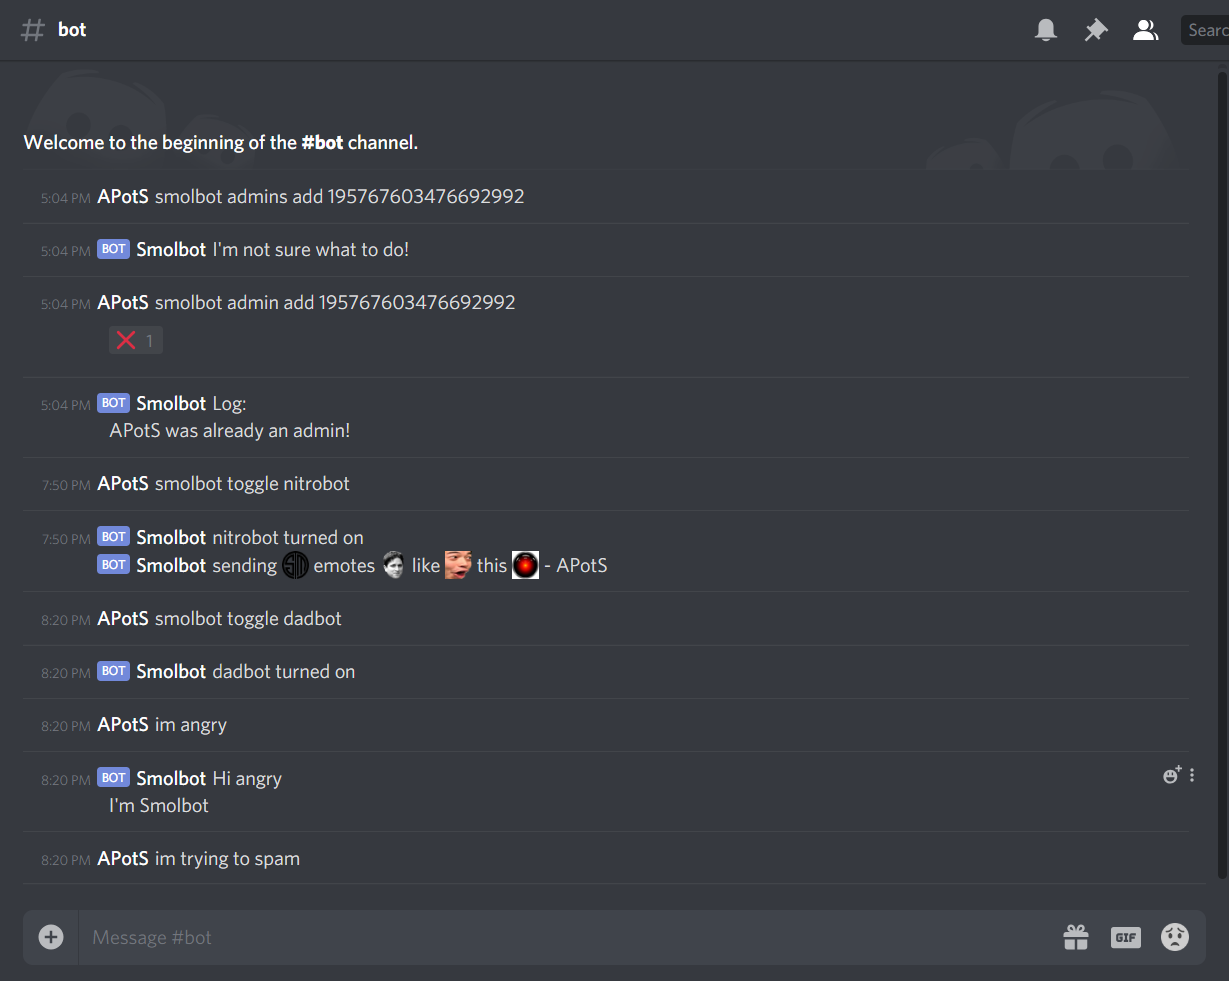 # bot
Searc
Welcome to the beginning of the #bot channel.
5:04 PM APotS smolbot admins add 195767603476692992
5:04 PM BOT Smolbot I'm not sure what to do!
5:04 PM APotS smolbot admin add 195767603476692992
1
5:04 PM BOT Smolbot Log:
APotS was already an admin!
7:50 PM APotS smolbot toggle nitrobot
7:50 PM BOT Smolbot nitrobot turned on
BOT Smolbot sending emotes like this - APotS
8:20 PM APotS smolbot toggle dadbot
8:20 PM BOT Smolbot dadbot turned on
8:20 PM APotS im angry
8:20 PM BOT Smolbot Hi angry
I'm Smolbot
8:20 PM APotS im trying to spam
Message #bot
GIF